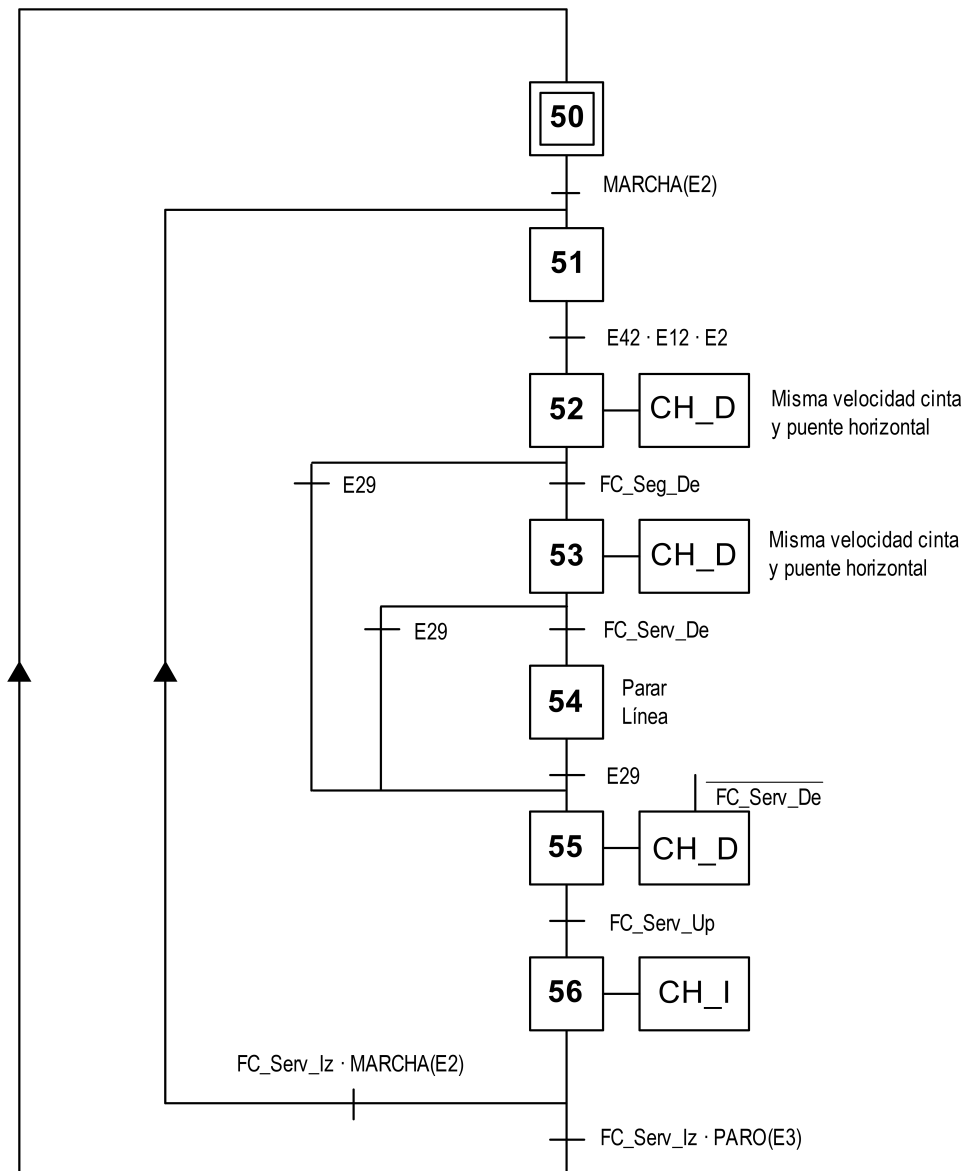 50
MARCHA(E2)
51
E42 · E12 · E2
52
CH_D
Misma velocidad cinta
y puente horizontal
E29
FC_Seg_De
53
CH_D
Misma velocidad cinta
y puente horizontal
E29
FC_Serv_De
54
Parar
Línea
E29
FC_Serv_De
55
CH_D
FC_Serv_Up
56
CH_I
FC_Serv_Iz · MARCHA(E2)
FC_Serv_Iz · PARO(E3)